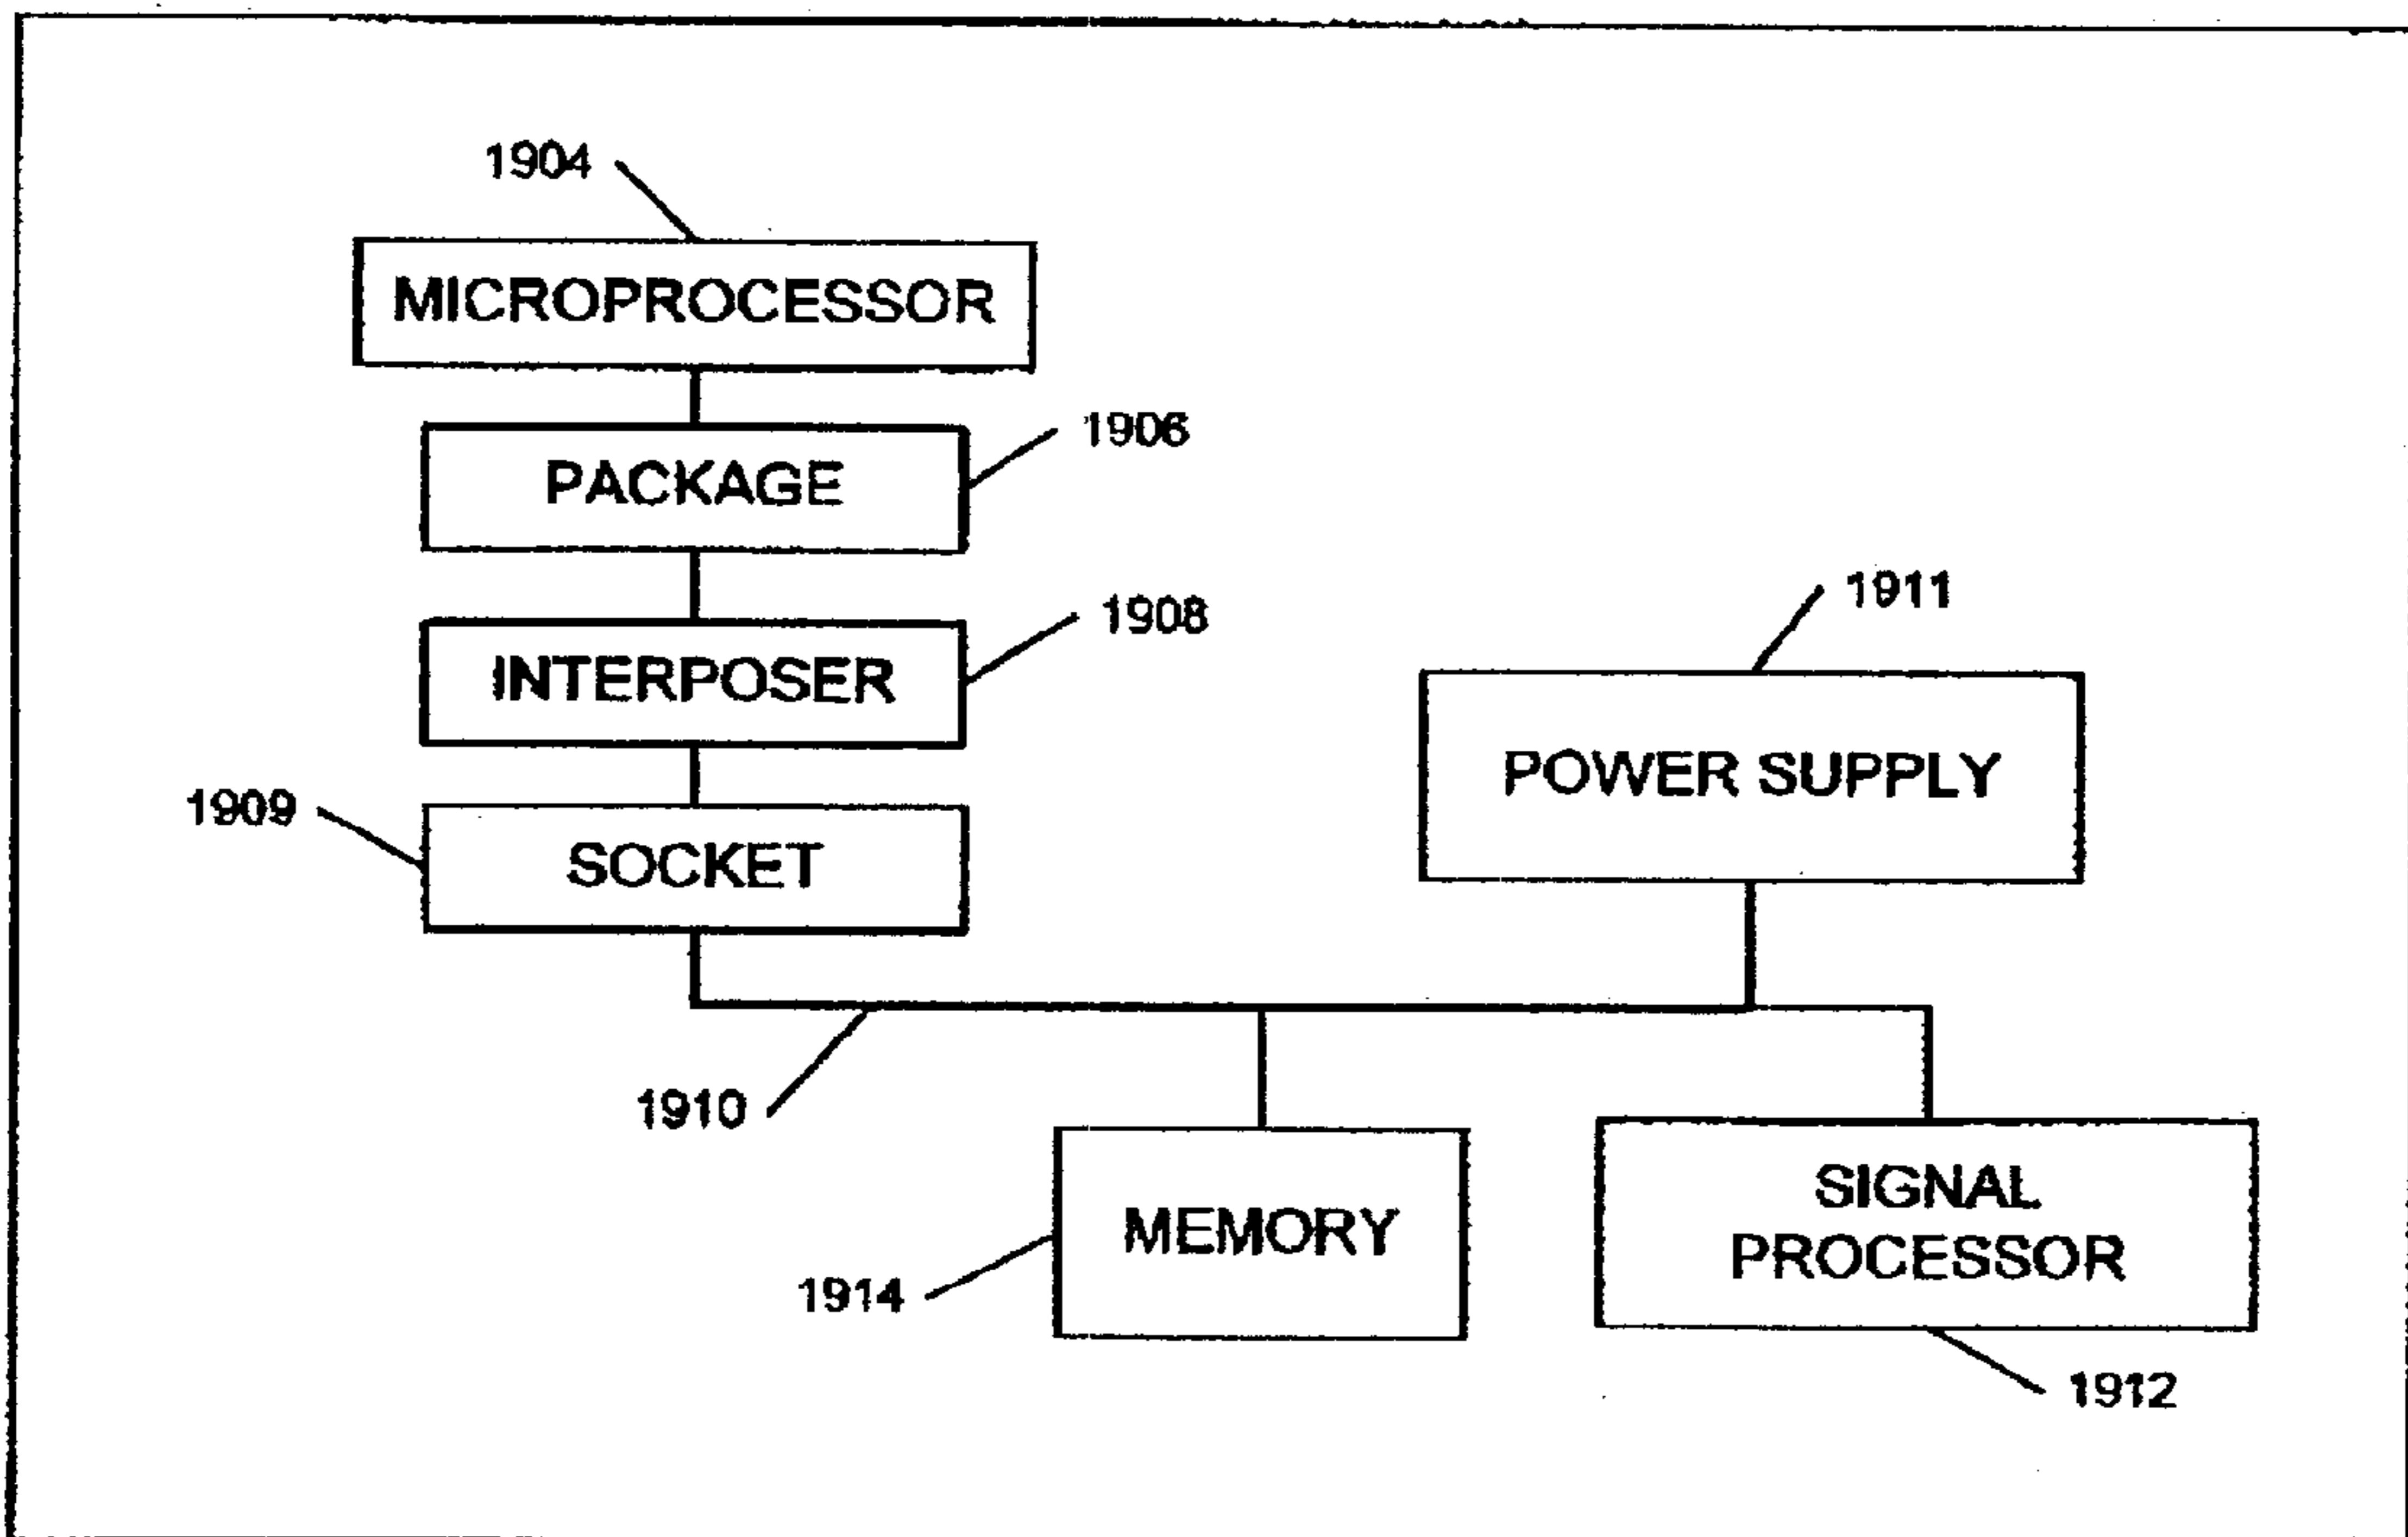 1904
MICROPROCESSOR
1906
PACKAGE
1908
INTERPOSER
1911
POWER SUPPLY
1909
SOCKET
1910
MEMORY
1914
SIGNAL
PROCESSOR
1912